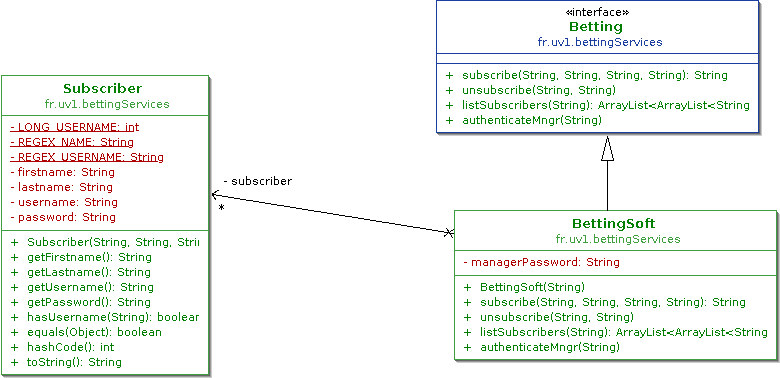 «interface»
Betting
fr.uv1.bettingServices
+ subscribe(String, String, String, String): String
+ unsubscribe(String, String)
+ listSubscribers(String): ArrayList<ArrayList<String
+ authenticateMngr(String)
Subscriber
fr.uv1.bettingServices
- LONG_USERNAME: int
- REGEX_NAME: String
- REGEX_USERNAME: String
- firstname: String
- lastname: String
- username: String
- password: String
+ Subscriber(String, String, Strin
+ getFirstname(): String
+ getLastname(): String
+ getUsername(): String
+ getPassword(): String
+ hasUsername(String): boolean
+ equals(Object): boolean
+ hashCode(): int
+ toString(): String
- subscriber
*
BettingSoft
fr.uv1.bettingServices
- managerPassword: String
+ BettingSoft(String)
+ subscribe(String, String, String, String): String
+ unsubscribe(String, String)
+ listSubscribers(String): ArrayList<ArrayList<String
+ authenticateMngr(String)